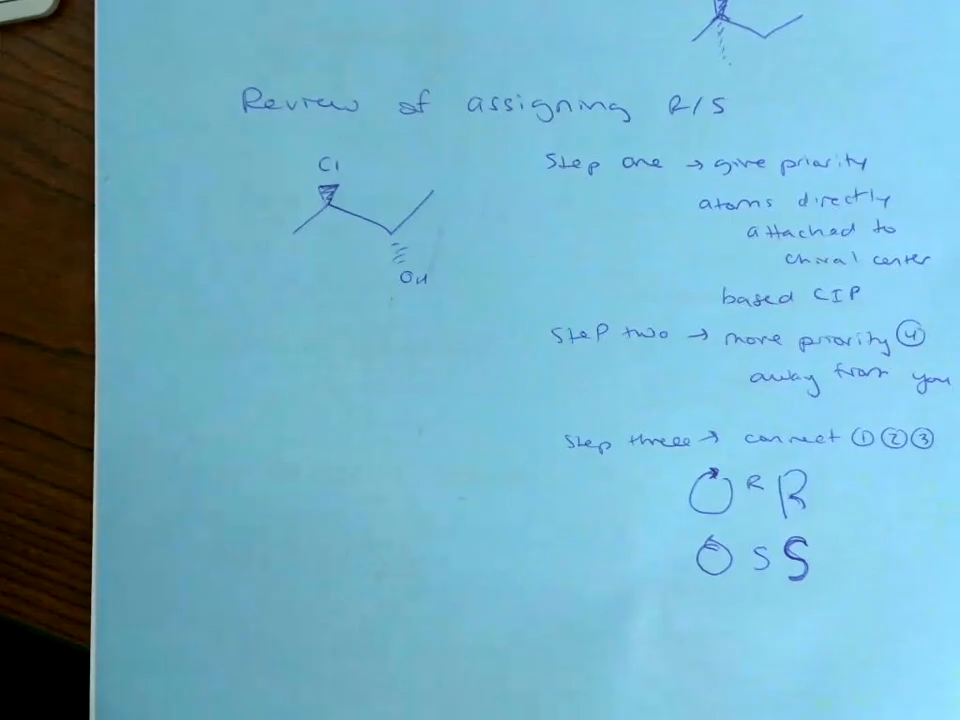 Review of assigning R/S
Cl
OH
Step one → give priority
atoms directly
attached to
chiral center
based CIP
Step two → move priority ④
away from you
Step three → connect ① ② ③
R R
S S